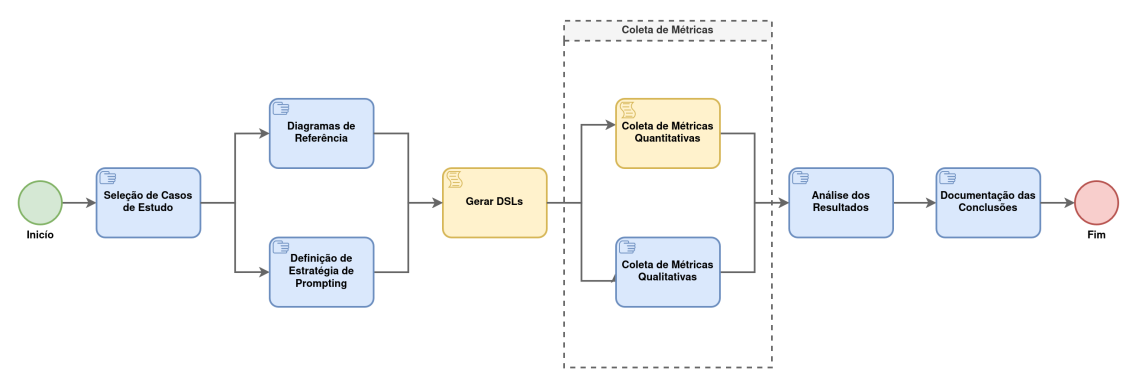 Coleta de Métricas
Diagramas de
Referência
Coleta de Métricas
Quantitativas
Inicío
Seleção de Casos
de Estudo
Gerar DSLs
Análise dos
Resultados
Documentação das
Conclusões
Fim
Definição de
Estratégia de
Prompting
Coleta de Métricas
Qualitativas